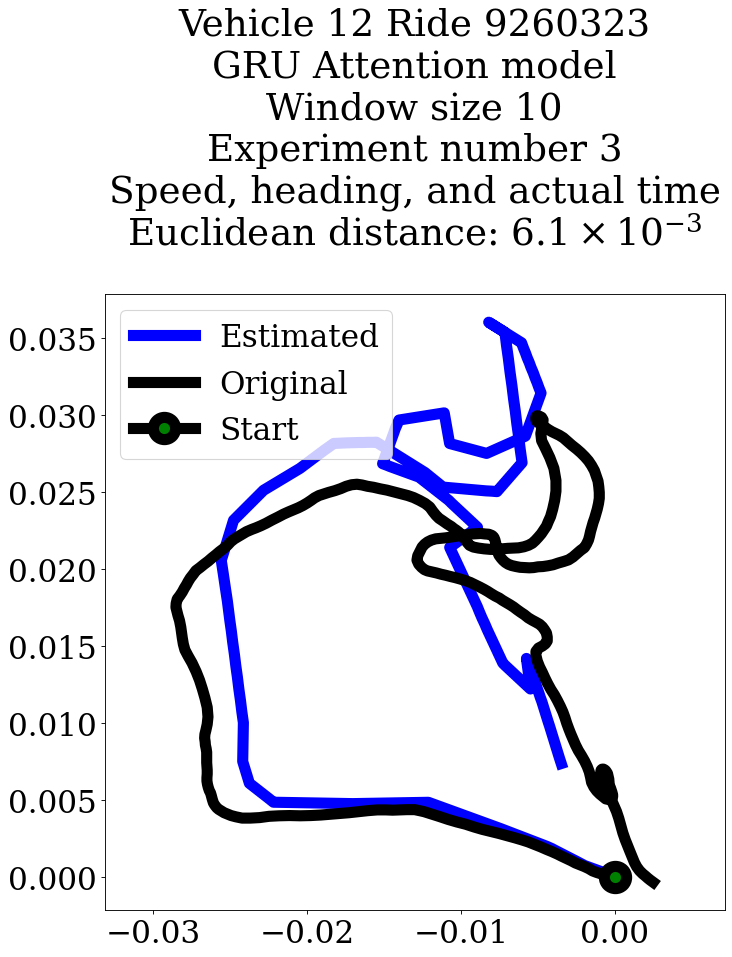 Vehicle 12 Ride 9260323
GRU Attention model
Window size 10
Experiment number 3
Speed, heading, and actual time
Euclidean distance: 6.1 × 10⁻³
Estimated
Original
Start
0.035
0.030
0.025
0.020
0.015
0.010
0.005
0.000
−0.03 −0.02 −0.01 0.00